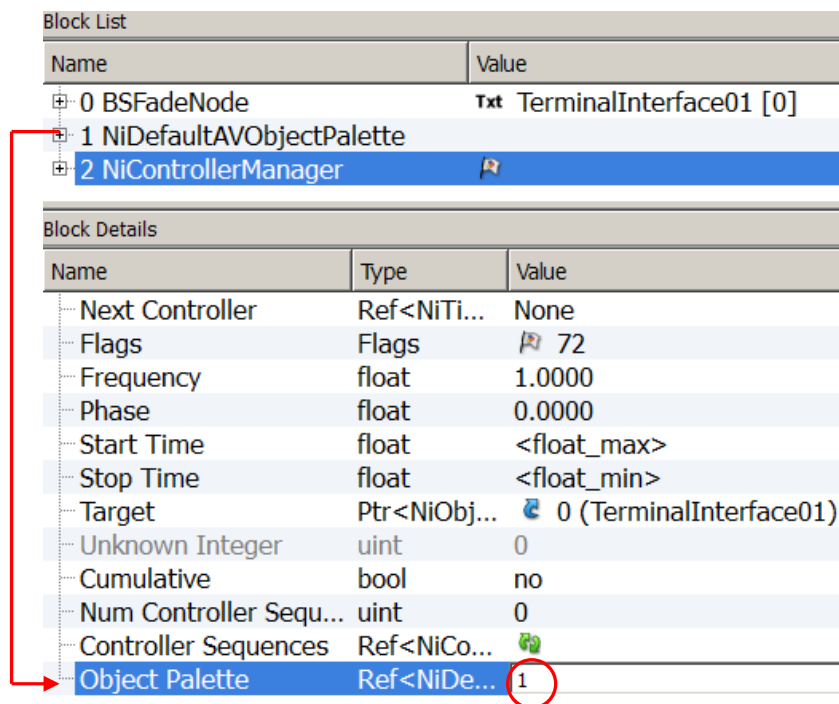 Block List
Name Value
0 BSFadeNode Txt TerminalInterface01 [0]
1 NiDefaultAVObjectPalette
2 NiControllerManager
Block Details
Name Type Value
Next Controller Ref<NiTi... None
Flags Flags 72
Frequency float 1.0000
Phase float 0.0000
Start Time float <float_max>
Stop Time float <float_min>
Target Ptr<NiObj... 0 (TerminalInterface01)
Unknown Integer uint 0
Cumulative bool no
Num Controller Sequ... uint 0
Controller Sequences Ref<NiCo...
Object Palette Ref<NiDe... 1